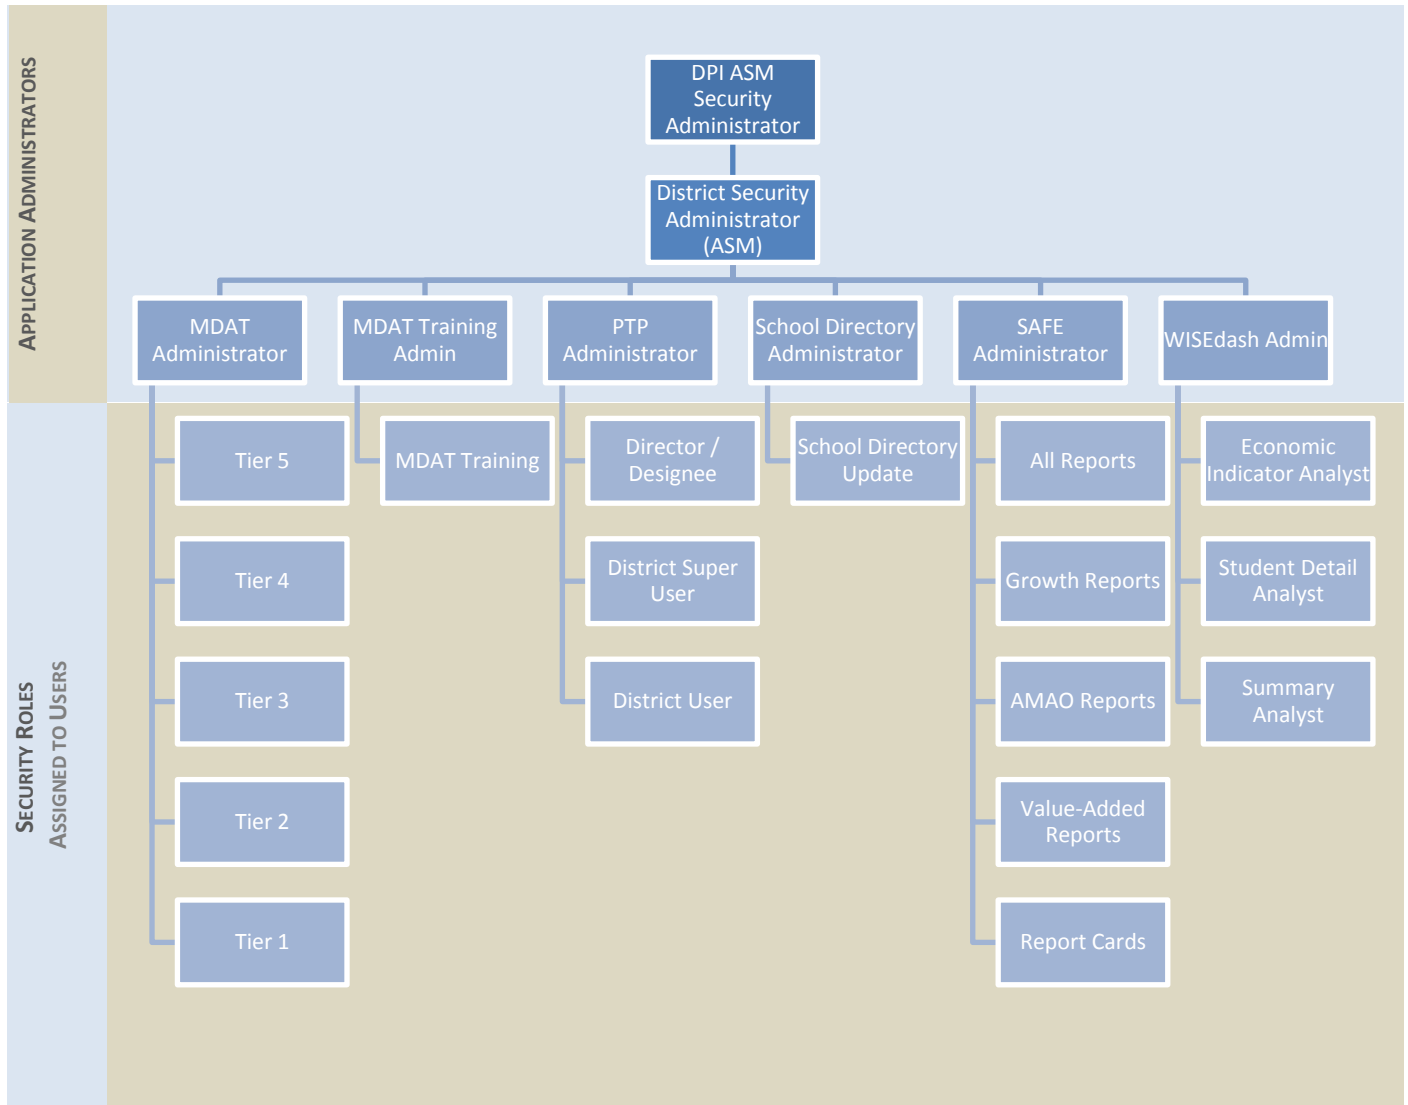 APPLICATION ADMINISTRATORS
DPI ASM
Security
Administrator
District Security
Administrator
(ASM)
MDAT
Administrator
MDAT Training
Admin
PTP
Administrator
School Directory
Administrator
SAFE
Administrator
WISEdash Admin
SECURITY ROLES
ASSIGNED TO USERS
Tier 5
MDAT Training
Director /
Designee
School Directory
Update
All Reports
Economic
Indicator Analyst
Tier 4
District Super
User
Growth Reports
Student Detail
Analyst
Tier 3
District User
AMAO Reports
Summary
Analyst
Tier 2
Value-Added
Reports
Tier 1
Report Cards